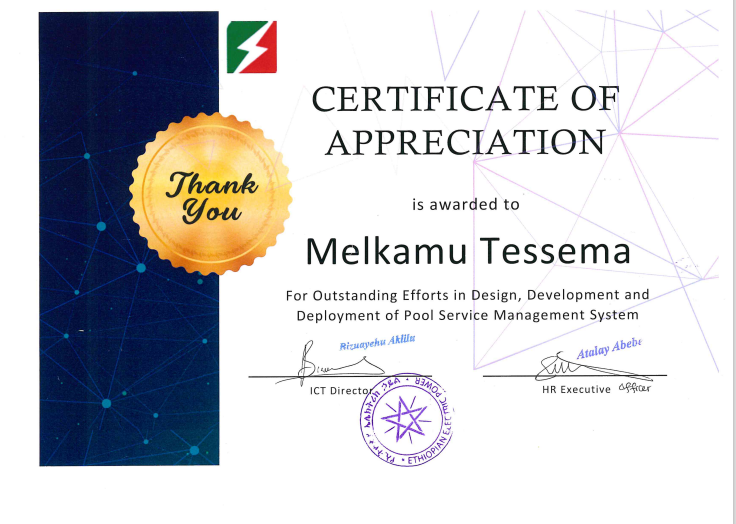 CERTIFICATE OF
APPRECIATION
Thank
You
is awarded to
Melkamu Tessema
For Outstanding Efforts in Design, Development and
Deployment of Pool Service Management System
Rizuayehu Aklilu
Atalay Abebe
ICT Director
HR Executive officer
ETHIOPIAN ELECTRIC POWER